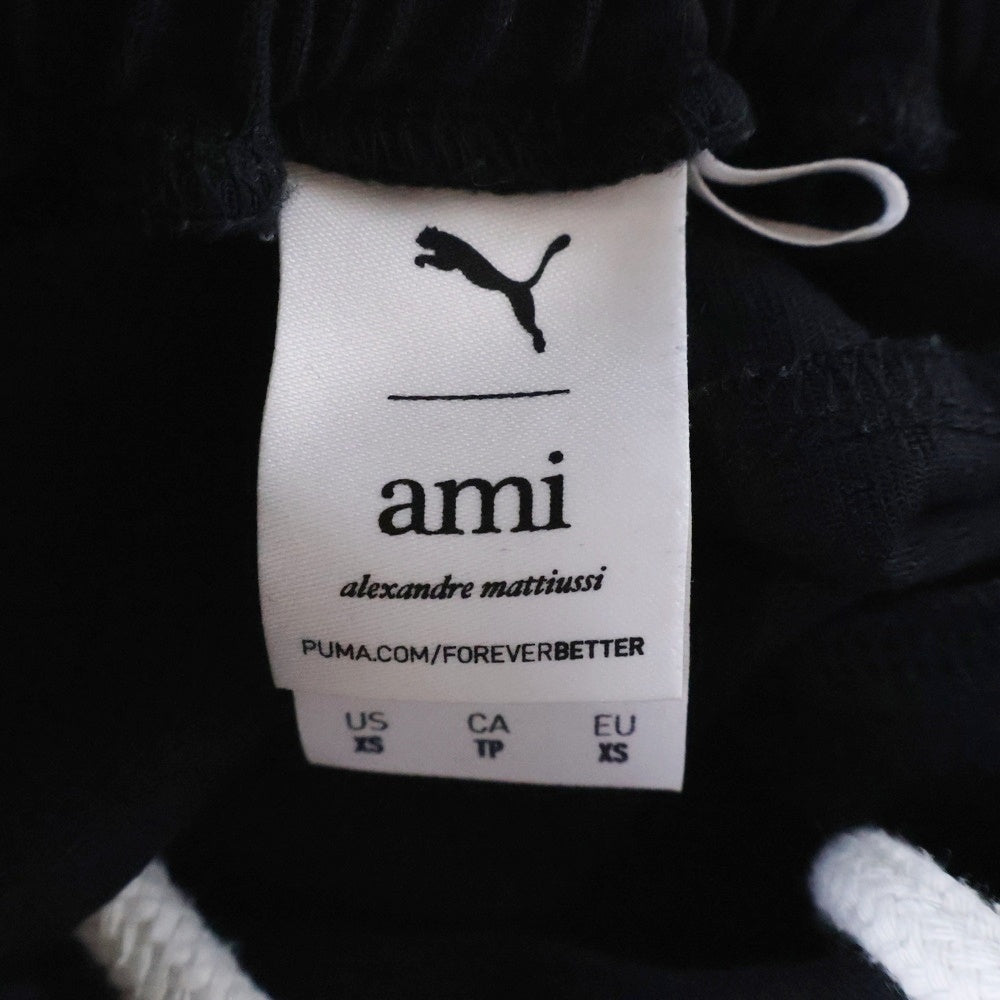 ami
alexandre mattiussi
PUMA.COM/FOREVERBETTER
US CA EU
XS TP XS